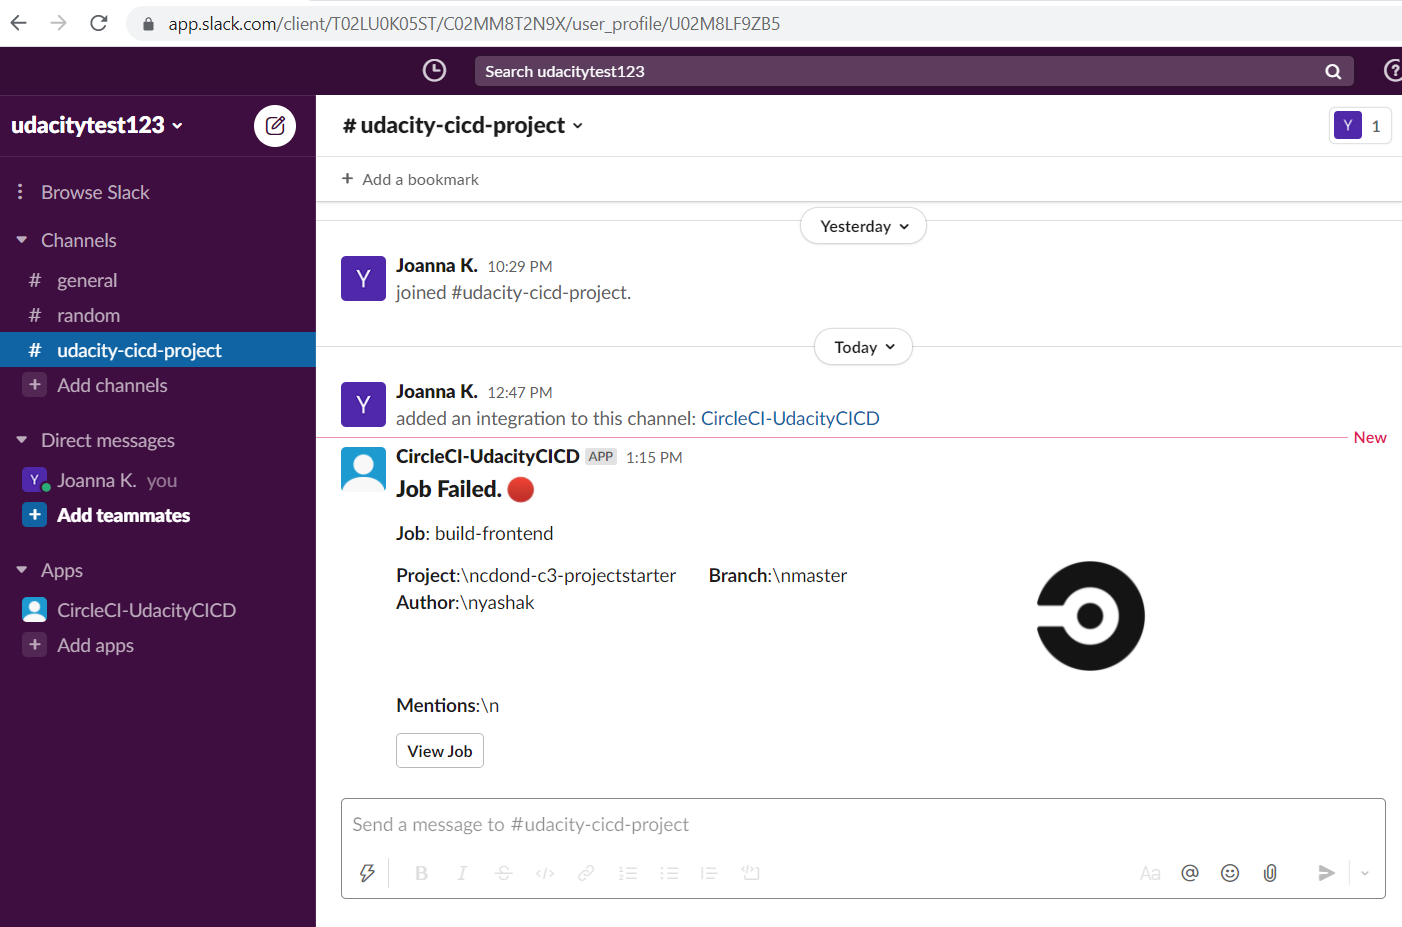 app.slack.com/client/T02LU0K05ST/C02MM8T2N9X/user_profile/U02M8LF9ZB5
Search udacitytest123
udacitytest123
Browse Slack
Channels
# general
# random
# udacity-cicd-project
+ Add channels
Direct messages
Y Joanna K. you
+ Add teammates
Apps
CircleCI-UdacityCICD
+ Add apps
# udacity-cicd-project
Y 1
+ Add a bookmark
Yesterday
Y
Joanna K. 10:29 PM
joined #udacity-cicd-project.
Today
Y
Joanna K. 12:47 PM
added an integration to this channel: CircleCI-UdacityCICD
New
CircleCI-UdacityCICD APP 1:15 PM
Job Failed.
Job: build-frontend
Project:\ncdond-c3-projectstarter Branch:\nmaster
Author:\nyashak
Mentions:\n
View Job
Send a message to #udacity-cicd-project
B I S </> Aa @